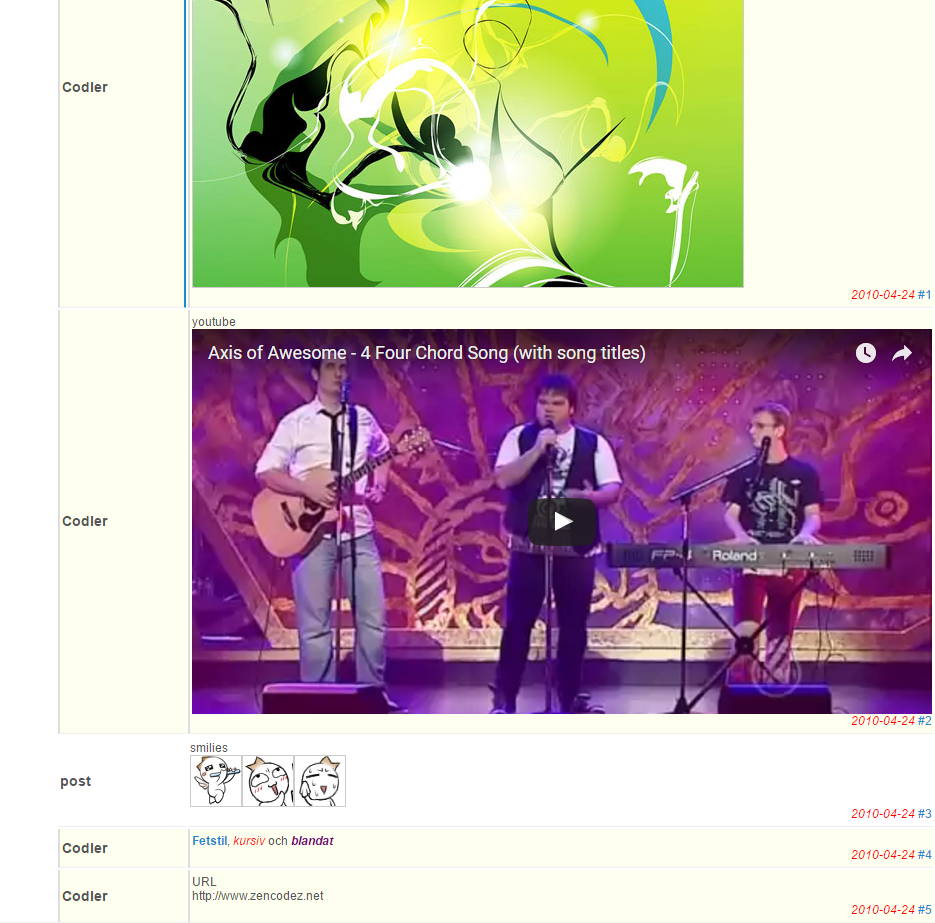 Codler
2010-04-24 #1
youtube
Axis of Awesome - 4 Four Chord Song (with song titles)
Roland
Codler
2010-04-24 #2
smilies
post
2010-04-24 #3
Fetstil, kursiv och blandat
Codler
2010-04-24 #4
URL
Codler
http://www.zencodez.net
2010-04-24 #5